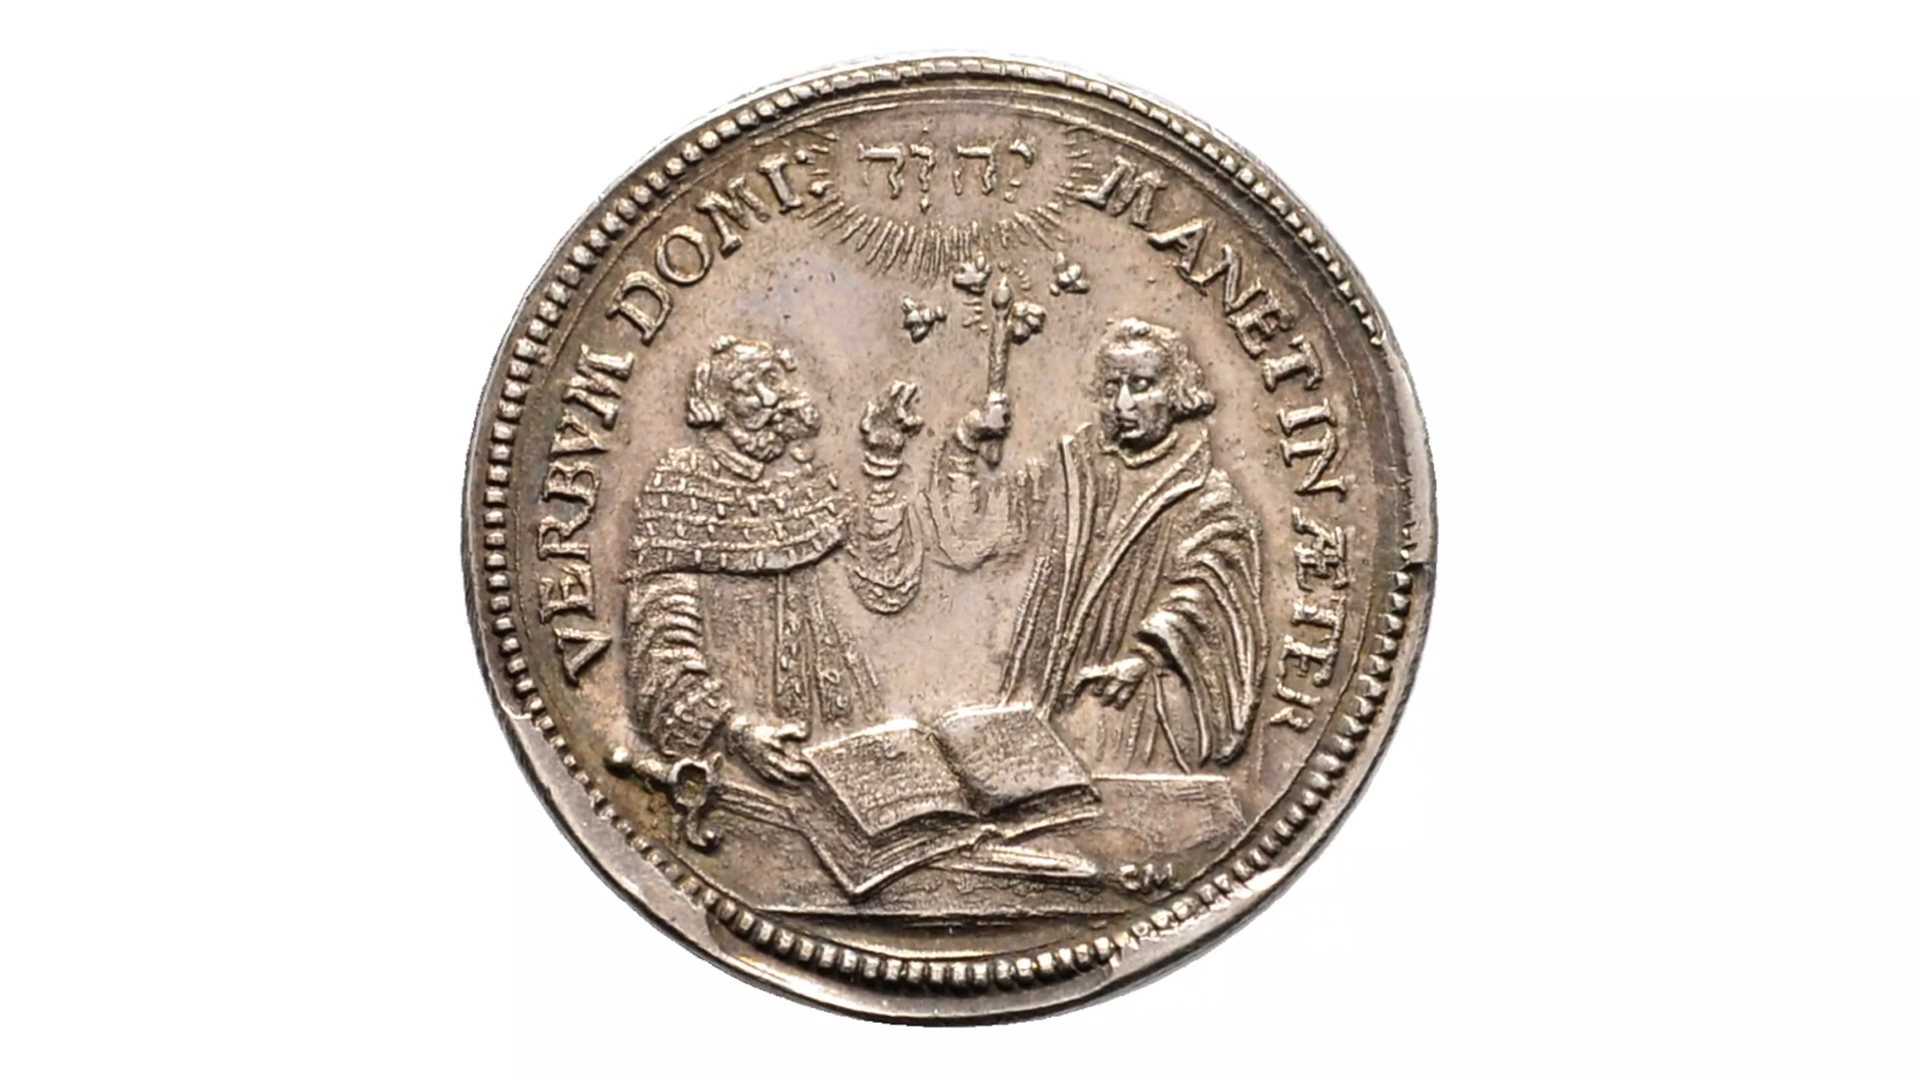 VERBVM DOMI: יהוה MANET IN ÆTER
CM